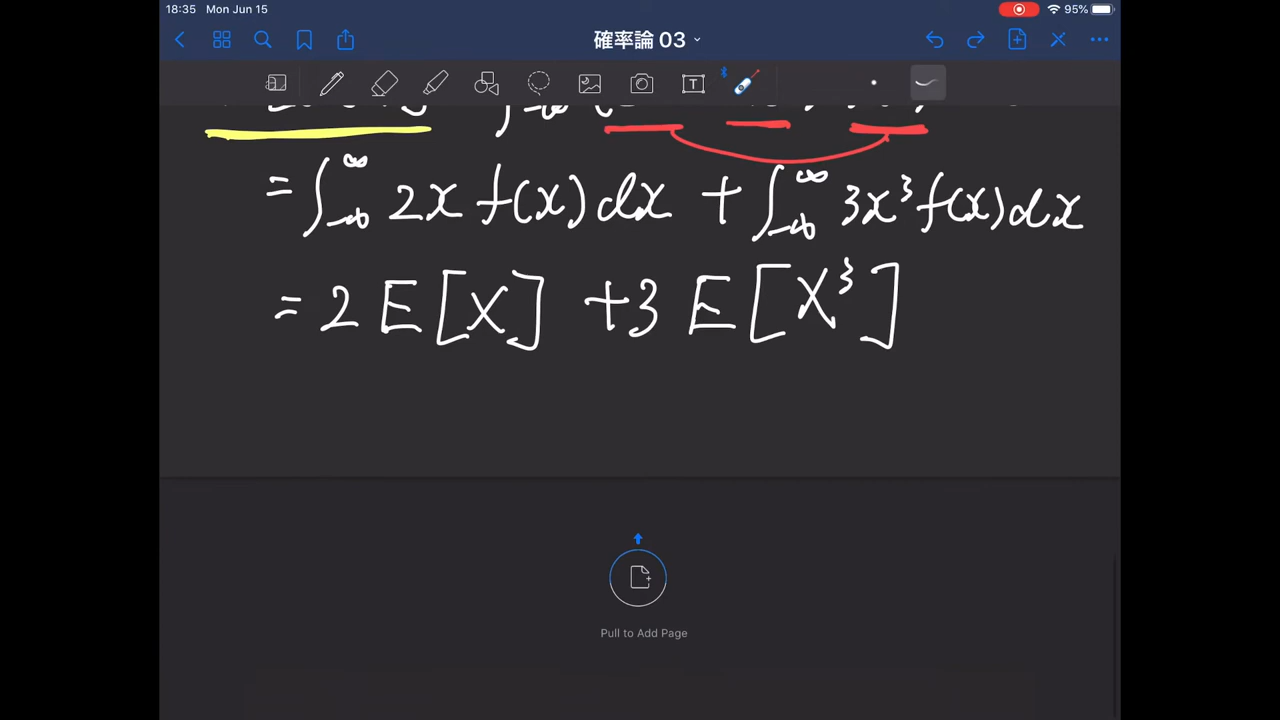 18:35 Mon Jun 15 95%
確率論 03
T
= ∫_{-∞}^{∞} 2x f(x) dx + ∫_{-∞}^{∞} 3x³ f(x) dx
= 2 E[X] + 3 E[X³]
Pull to Add Page